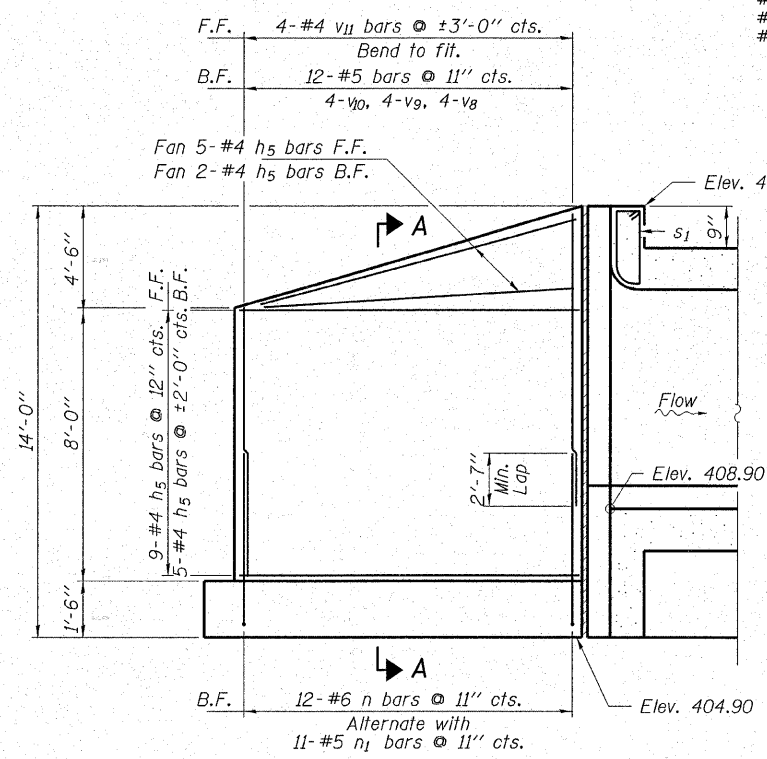 F.F. 4-#4 v11 bars @ ±3'-0" cts.
Bend to fit.
B.F. 12-#5 bars @ 11" cts.
4-v10, 4-v9, 4-v8
#
#
#
Fan 5-#4 h5 bars F.F.
Fan 2-#4 h5 bars B.F.
A
Elev. 4
s1
9"
4'-6"
14'-0"
8'-0"
1'-6"
9-#4 h5 bars @ 12" cts. F.F.
5-#4 h5 bars @ ±2'-0" cts. B.F.
Flow
2'-7"
Min.
Lap
Elev. 408.90
A
B.F. 12-#6 n bars @ 11" cts.
Alternate with
11-#5 n1 bars @ 11" cts.
Elev. 404.90